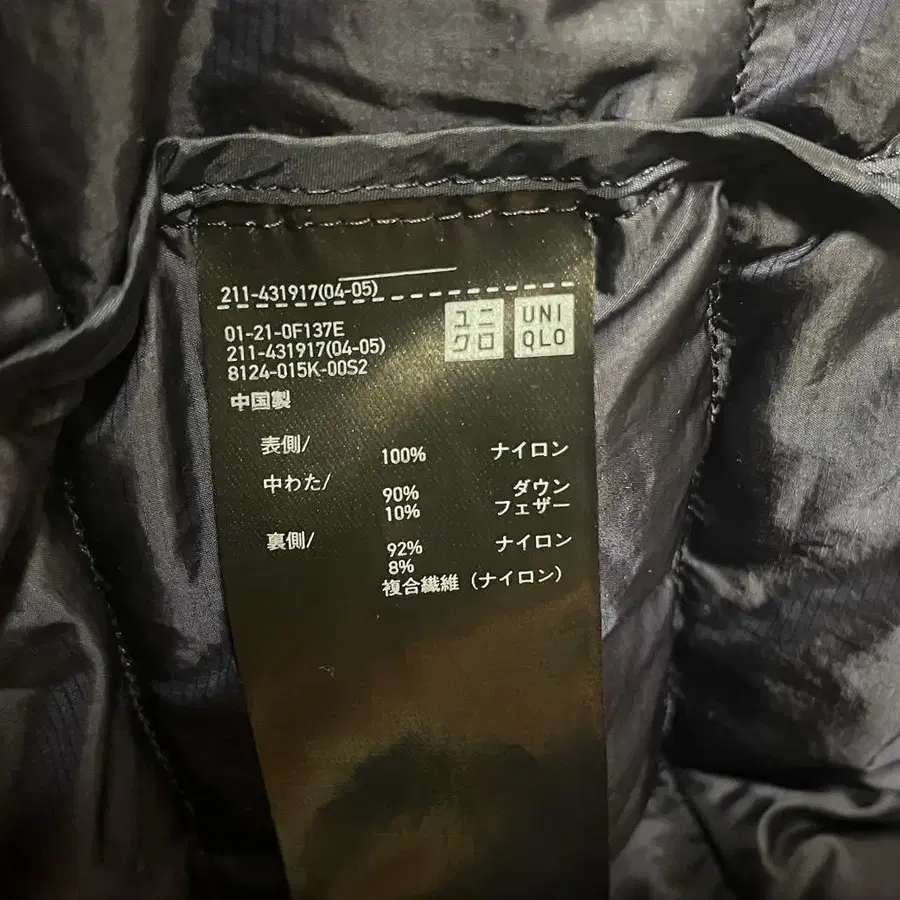 211-431917(04-05)
ユニクロ
UNIQLO
01-21-0F137E
211-431917(04-05)
8124-015K-00S2
中国製
表側/ 100% ナイロン
中わた/ 90% ダウン
10% フェザー
裏側/ 92% ナイロン
8%
複合繊維（ナイロン）